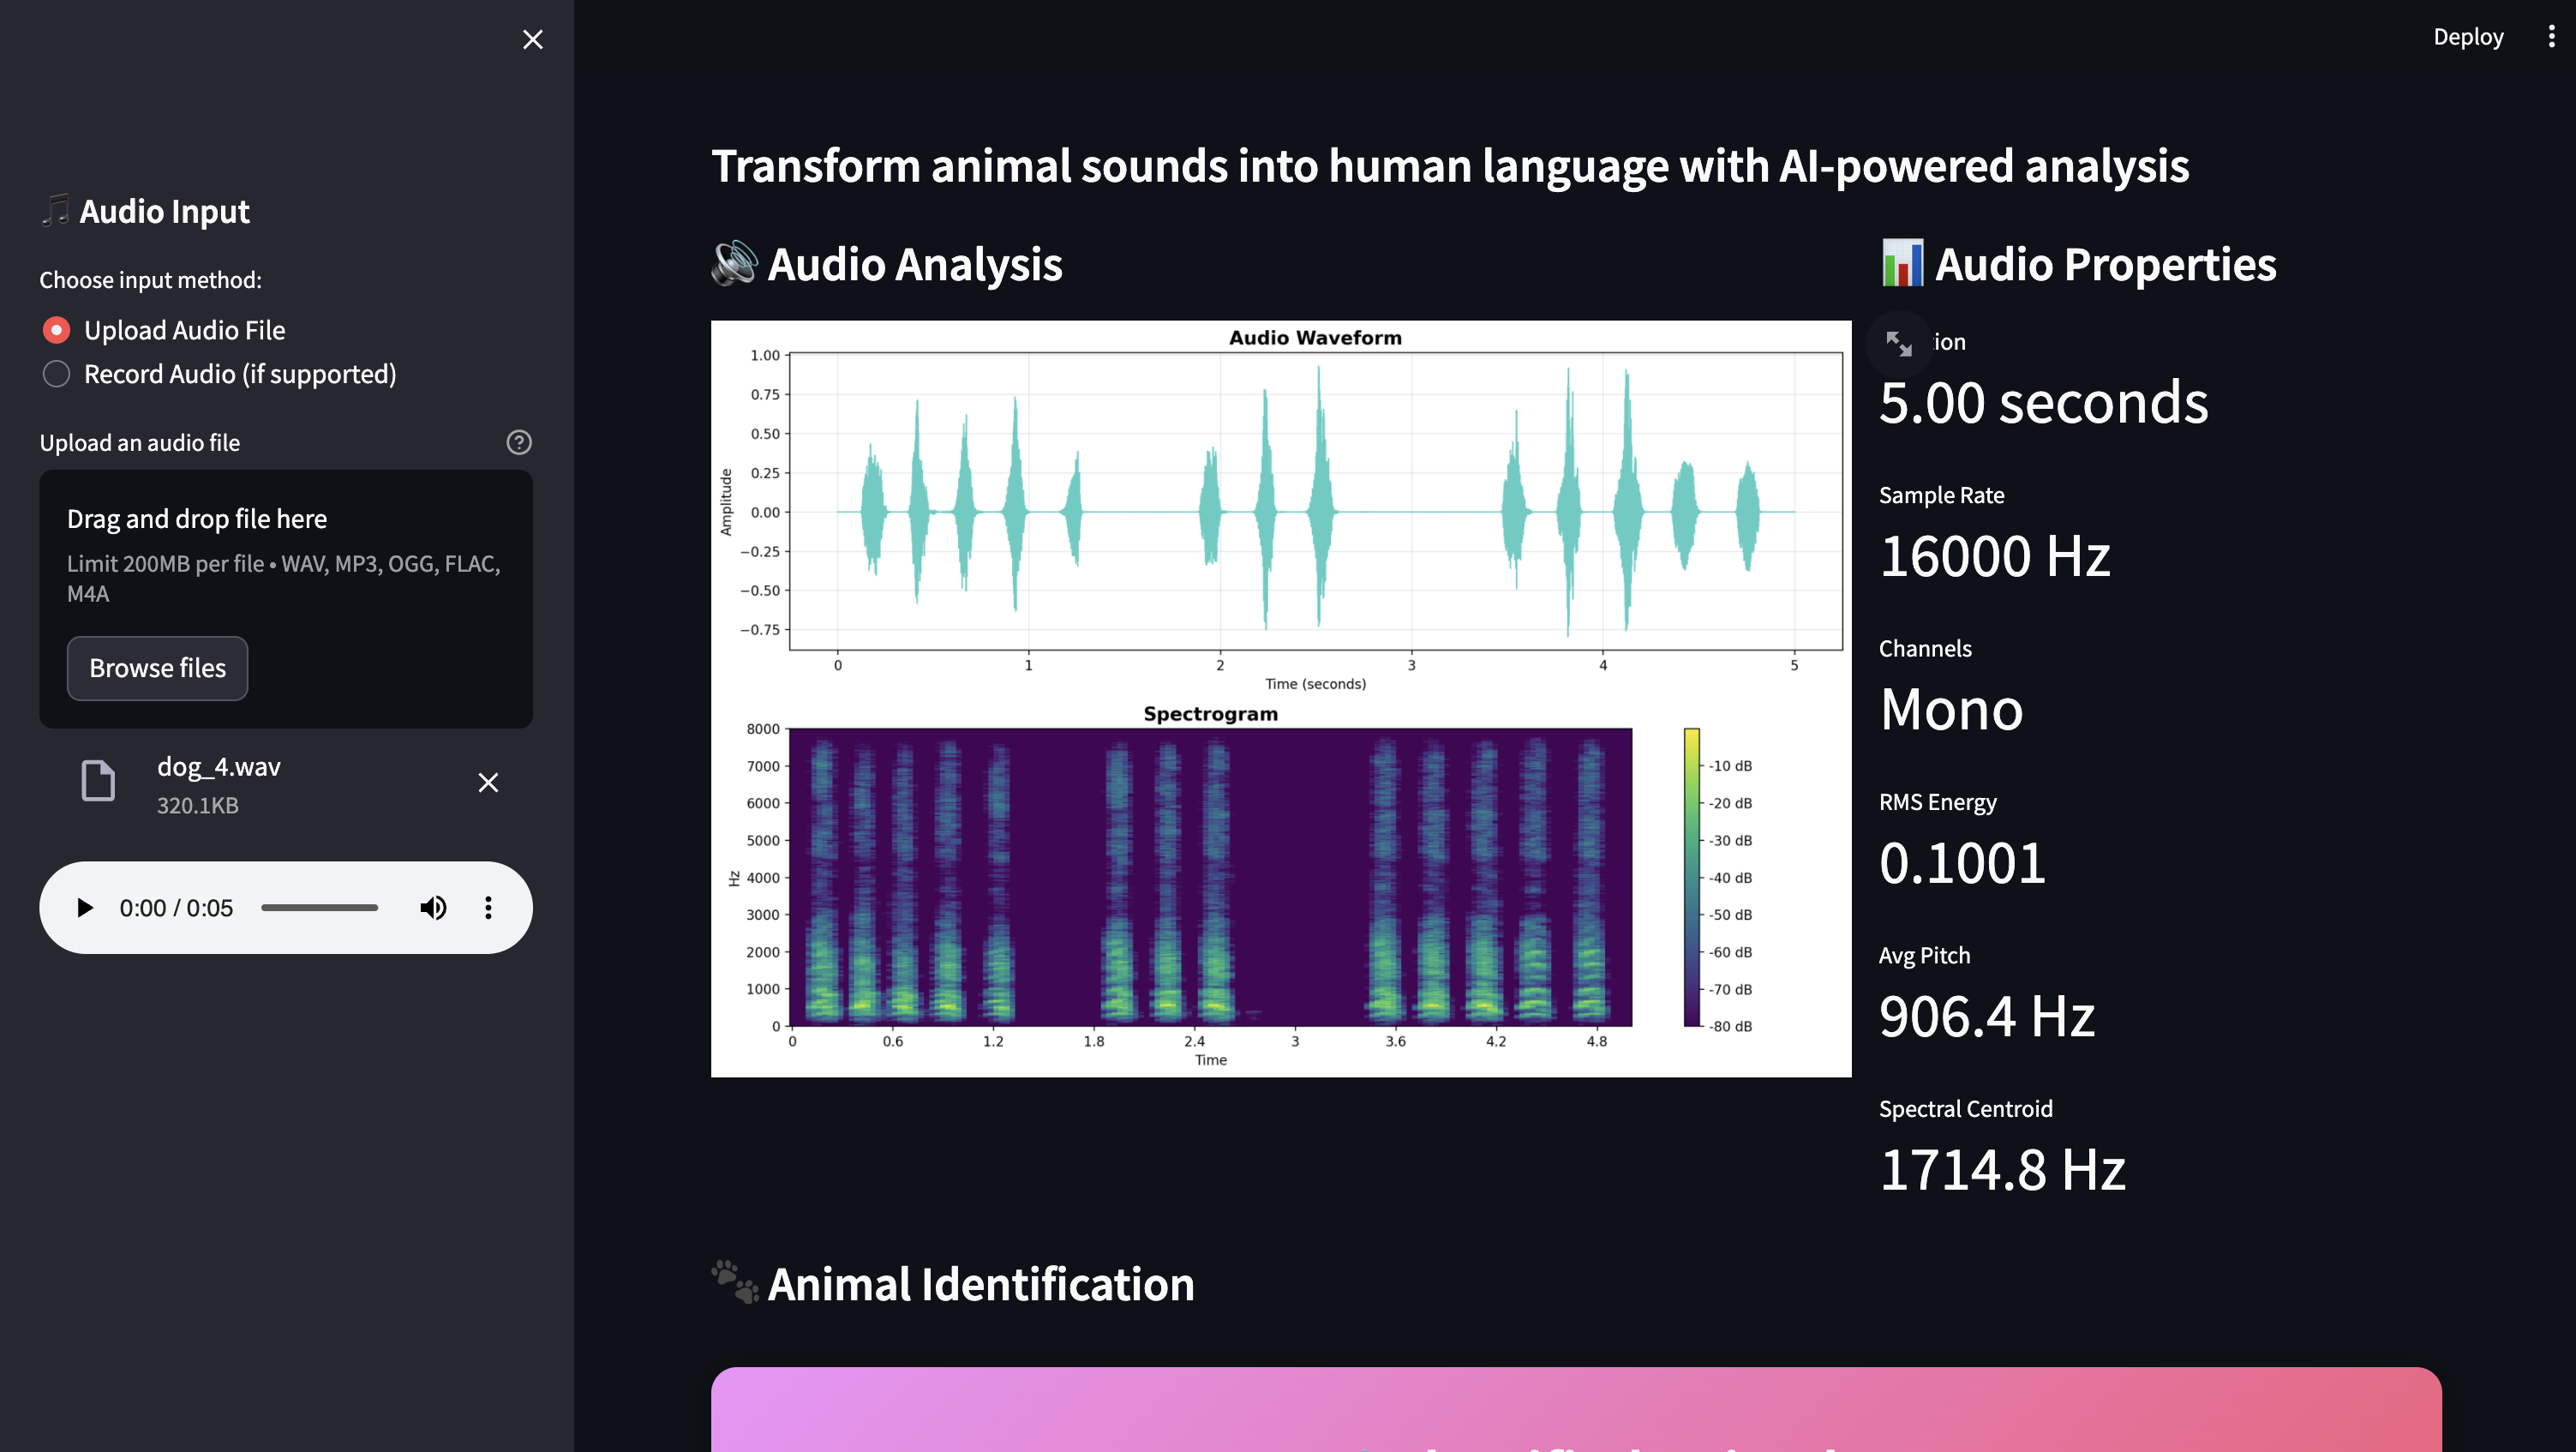 Deploy
🎵 Audio Input
Choose input method:
Upload Audio File
Record Audio (if supported)
Upload an audio file
Drag and drop file here
Limit 200MB per file • WAV, MP3, OGG, FLAC,
M4A
Browse files
dog_4.wav
320.1KB
0:00 / 0:05
Transform animal sounds into human language with AI-powered analysis
🔊 Audio Analysis
Audio Waveform
1.00
0.75
0.50
0.25
0.00
−0.25
−0.50
−0.75
Amplitude
0 1 2 3 4 5
Time (seconds)
Spectrogram
8000
7000
6000
5000
4000
3000
2000
1000
0
Hz
0 0.6 1.2 1.8 2.4 3 3.6 4.2 4.8
Time
-10 dB
-20 dB
-30 dB
-40 dB
-50 dB
-60 dB
-70 dB
-80 dB
📊 Audio Properties
tion
5.00 seconds
Sample Rate
16000 Hz
Channels
Mono
RMS Energy
0.1001
Avg Pitch
906.4 Hz
Spectral Centroid
1714.8 Hz
🐾 Animal Identification